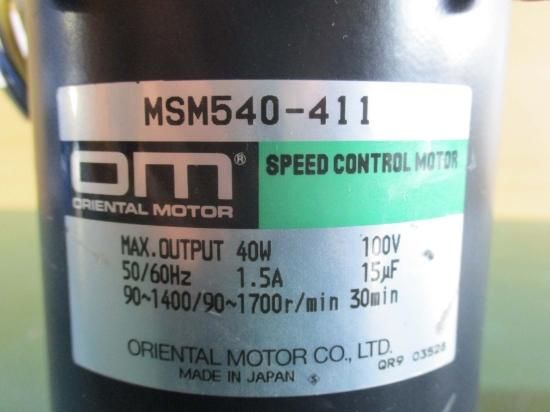 MSM540-411
OM®
ORIENTAL MOTOR
SPEED CONTROL MOTOR
MAX.OUTPUT 40W 100V
50/60Hz 1.5A 15µF
90~1400/90~1700r/min 30min
ORIENTAL MOTOR CO., LTD.
MADE IN JAPAN Ⓢ QR9 03526